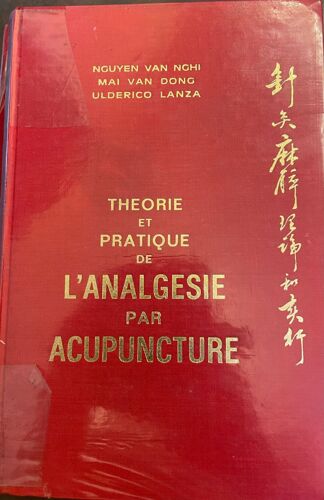 NGUYEN VAN NGHI
MAI VAN DONG
ULDERICO LANZA
THEORIE
ET
PRATIQUE
DE
L'ANALGESIE
PAR
ACUPUNCTURE
針灸麻醉理論和實行